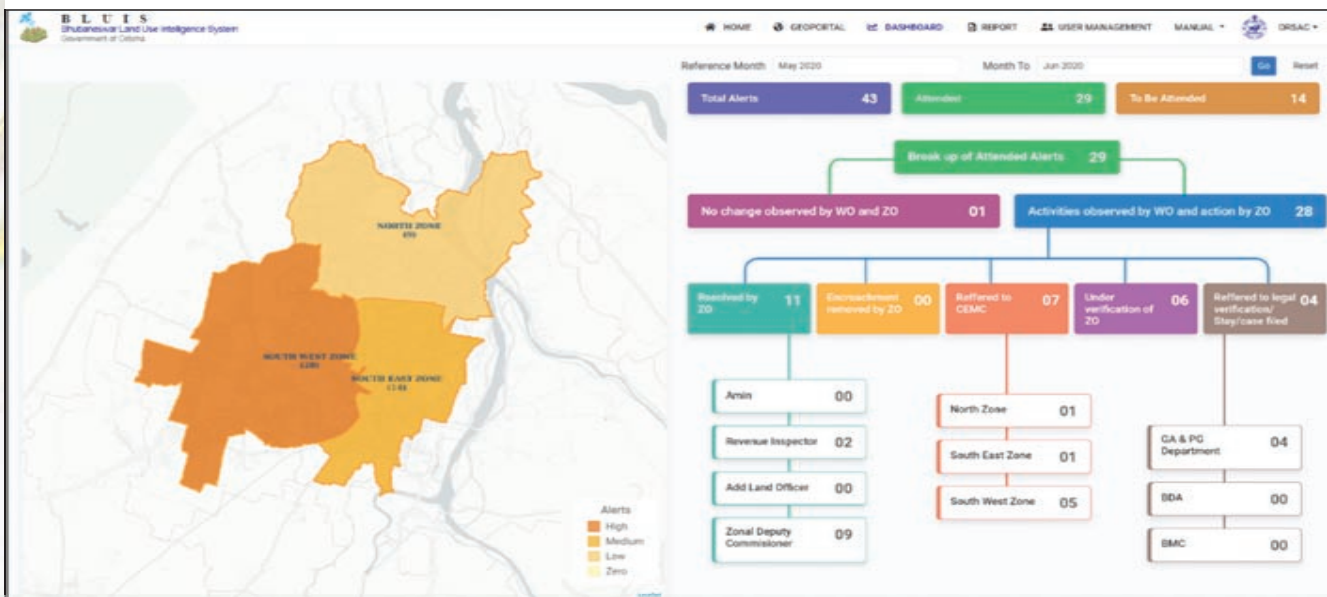 B L U I S
Bhubaneswar Land Use Intelligence System
Government of Odisha
HOME GEOPORTAL DASHBOARD REPORT USER MANAGEMENT MANUAL ORSAC
Reference Month May 2020 Month To Jun 2020 Go Reset
Total Alerts 43 Attended 29 To Be Attended 14
Break up of Attended Alerts 29
No change observed by WO and ZO 01
Activities observed by WO and action by ZO 28
Resolved by ZO 11
Encroachment removed by ZO 00
Reffered to CEMC 07
Under verification of ZO 06
Reffered to legal verification/ Stay/case filed 04
Amin 00
Revenue Inspector 02
Add Land Officer 00
Zonal Deputy Commisioner 09
North Zone 01
South East Zone 01
South West Zone 05
GA & PG Department 04
BDA 00
BMC 00
NORTH ZONE
SOUTH WEST ZONE
SOUTH EAST ZONE
Alerts
High
Medium
Low
Zero
Leaflet